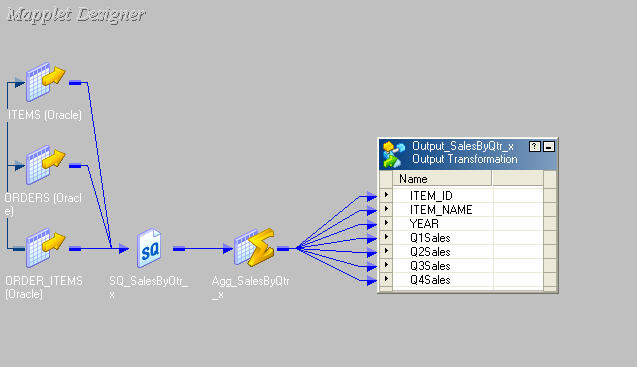 Mapplet Designer
ITEMS (Oracle)
ORDERS (Oracl
e)
ORDER_ITEMS
(Oracle)
SQ
SQ_SalesByQtr_
x
Agg_SalesByQtr
_x
Output_SalesByQtr_x
Output Transformation
Name
ITEM_ID
ITEM_NAME
YEAR
Q1Sales
Q2Sales
Q3Sales
Q4Sales